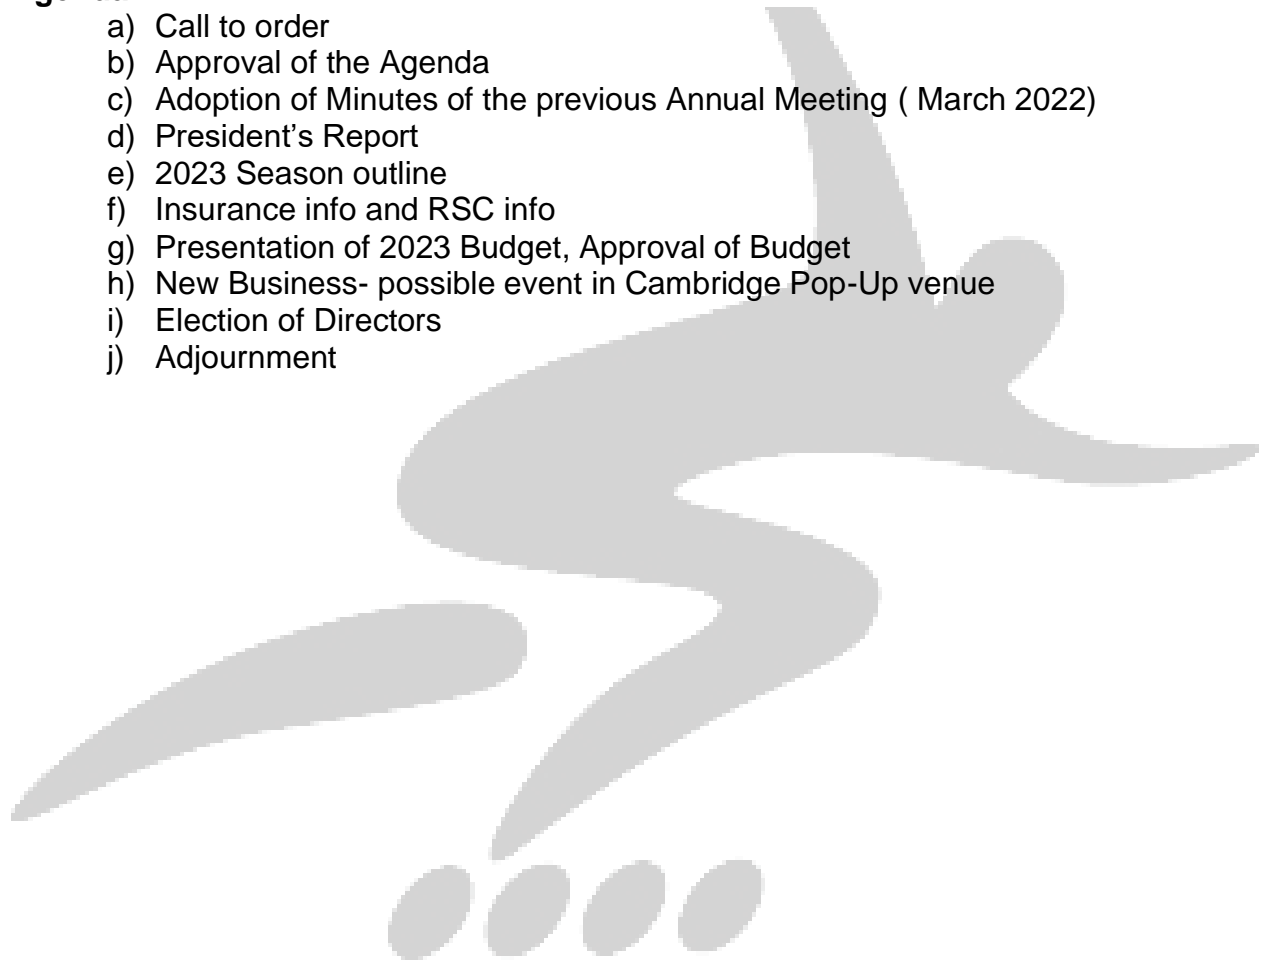 a) Call to order
b) Approval of the Agenda
c) Adoption of Minutes of the previous Annual Meeting ( March 2022)
d) President’s Report
e) 2023 Season outline
f) Insurance info and RSC info
g) Presentation of 2023 Budget, Approval of Budget
h) New Business- possible event in Cambridge Pop-Up venue
i) Election of Directors
j) Adjournment